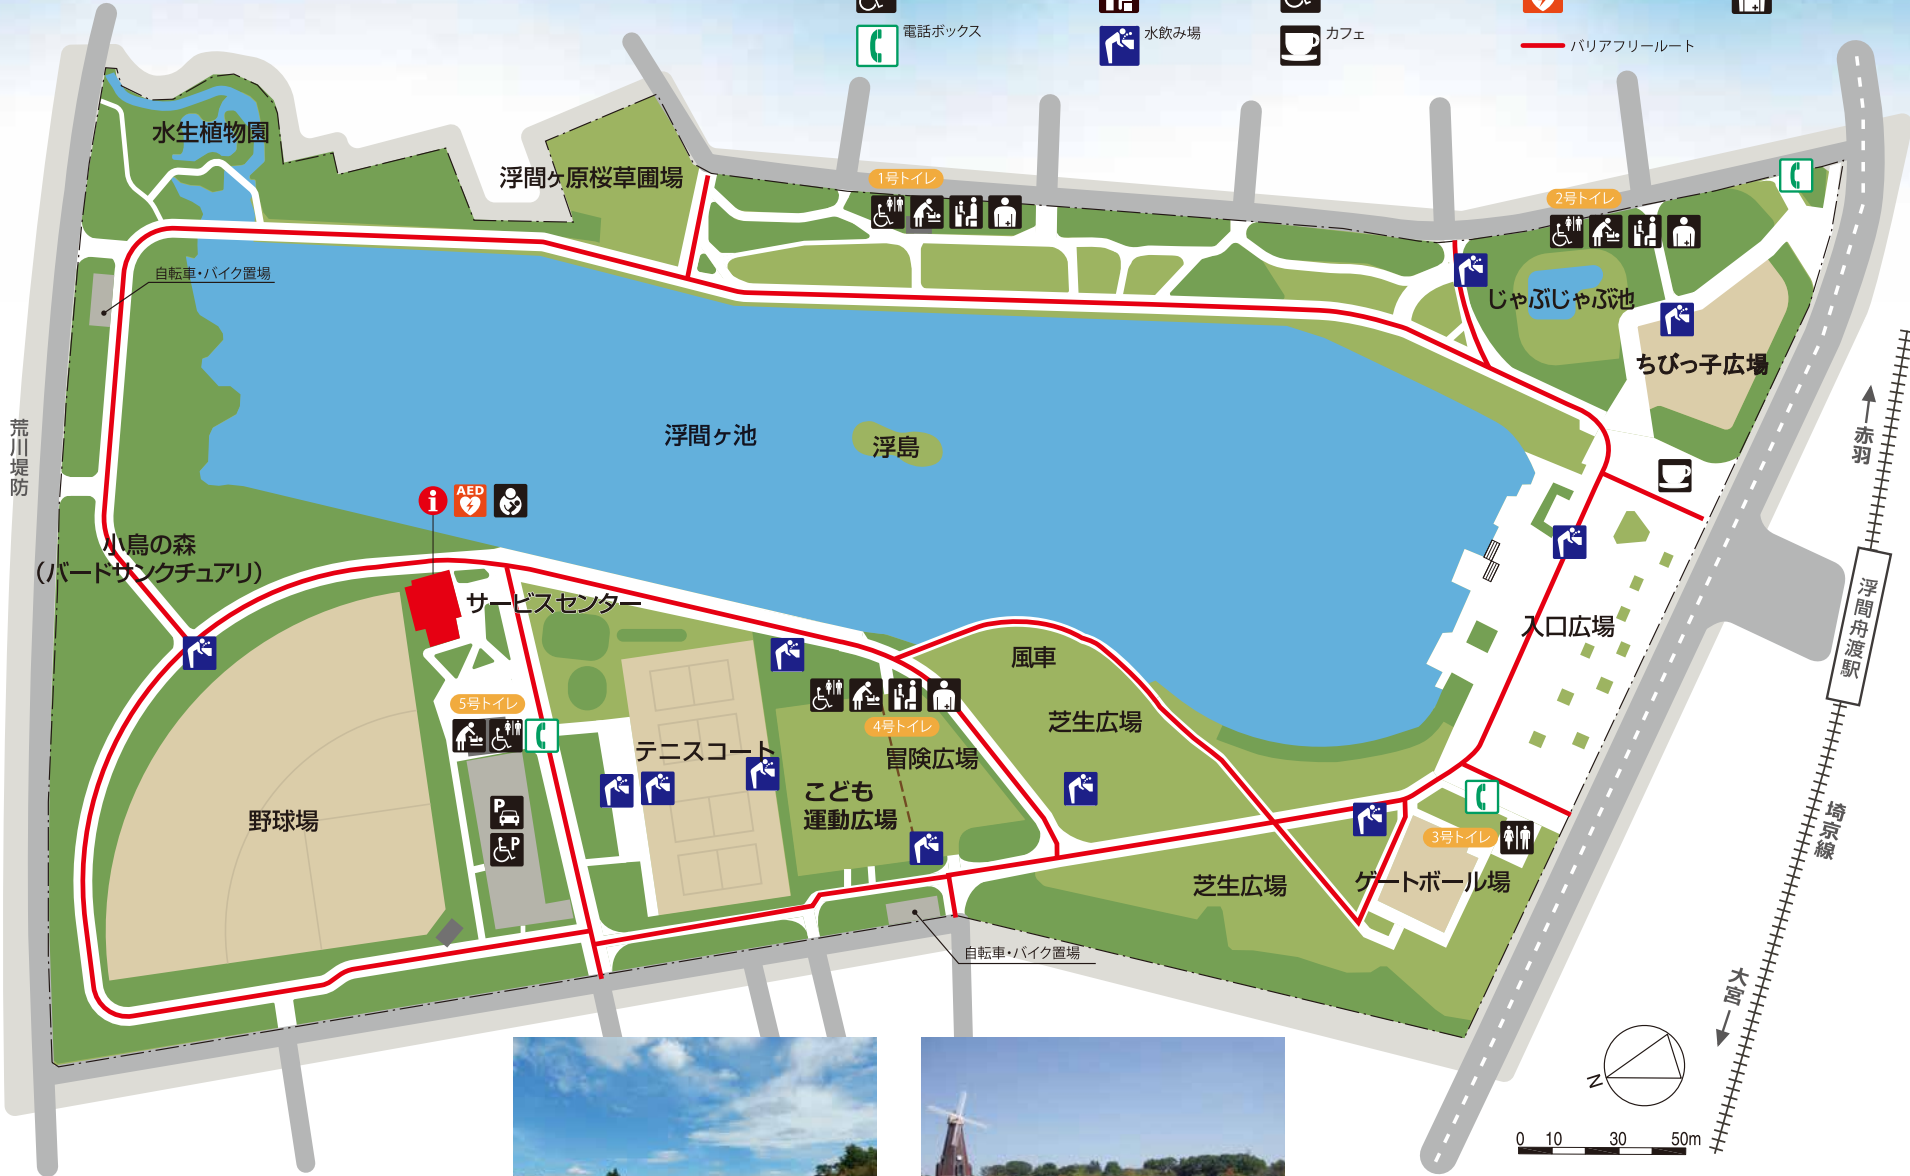 電話ボックス
水飲み場
カフェ
バリアフリールート
水生植物園
浮間ヶ原桜草圃場
1号トイレ
2号トイレ
自転車・バイク置場
じゃぶじゃぶ池
ちびっ子広場
荒川堤防
浮間ヶ池
浮島
赤羽
i
AED
小鳥の森
（バードサンクチュアリ）
サービスセンター
浮間舟渡駅
入口広場
風車
5号トイレ
4号トイレ
芝生広場
テニスコート
冒険広場
こども
運動広場
野球場
P
P
埼京線
3号トイレ
ゲートボール場
芝生広場
自転車・バイク置場
大宮
N
0 10 30 50m